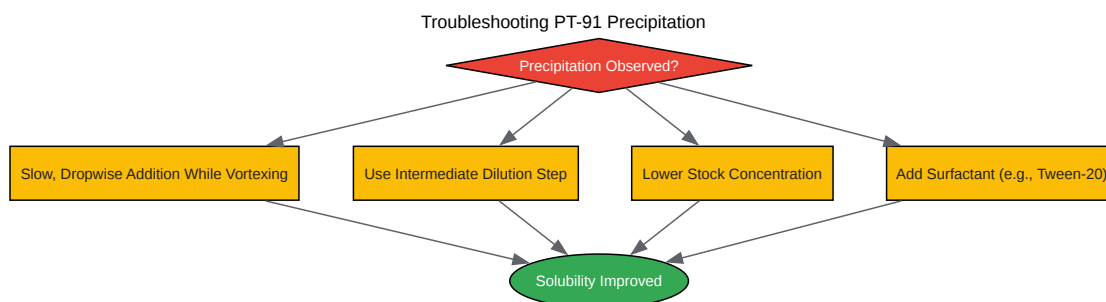 Troubleshooting PT-91 Precipitation
Precipitation Observed?
Slow, Dropwise Addition While Vortexing
Use Intermediate Dilution Step
Lower Stock Concentration
Add Surfactant (e.g., Tween-20)
Solubility Improved